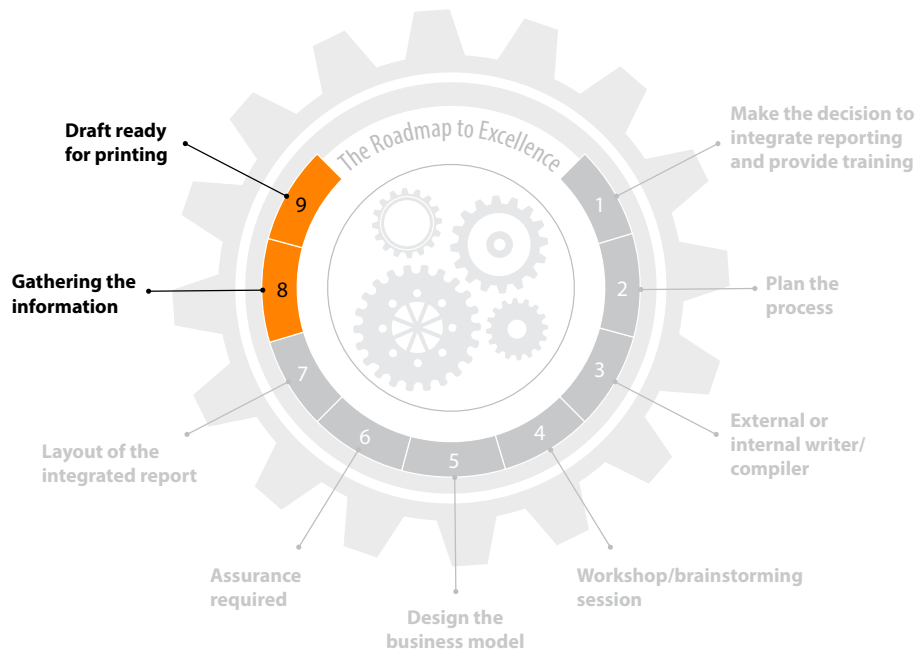 The Roadmap to Excellence
1
Make the decision to
integrate reporting
and provide training
2
Plan the
process
3
External or
internal writer/
compiler
4
Workshop/brainstorming
session
5
Design the
business model
6
Assurance
required
7
Layout of the
integrated report
8
Gathering the
information
9
Draft ready
for printing